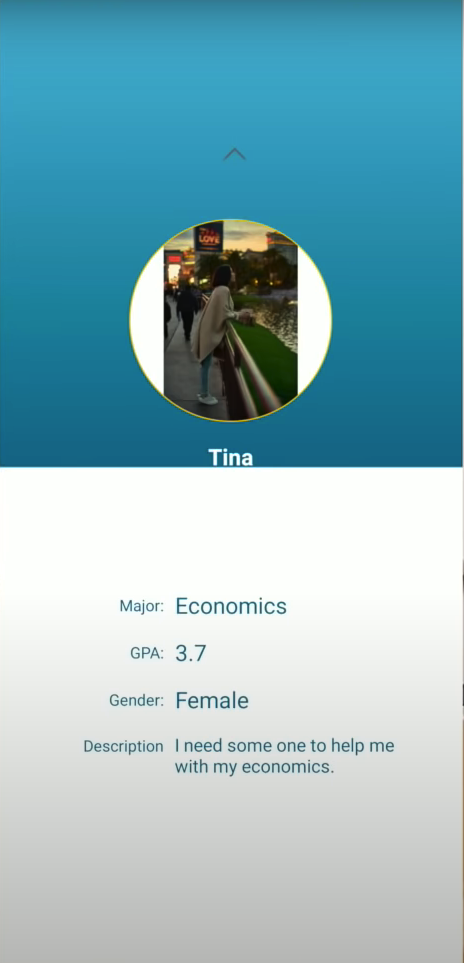 LOVE
Tina
Major: Economics
GPA: 3.7
Gender: Female
Description I need some one to help me
with my economics.